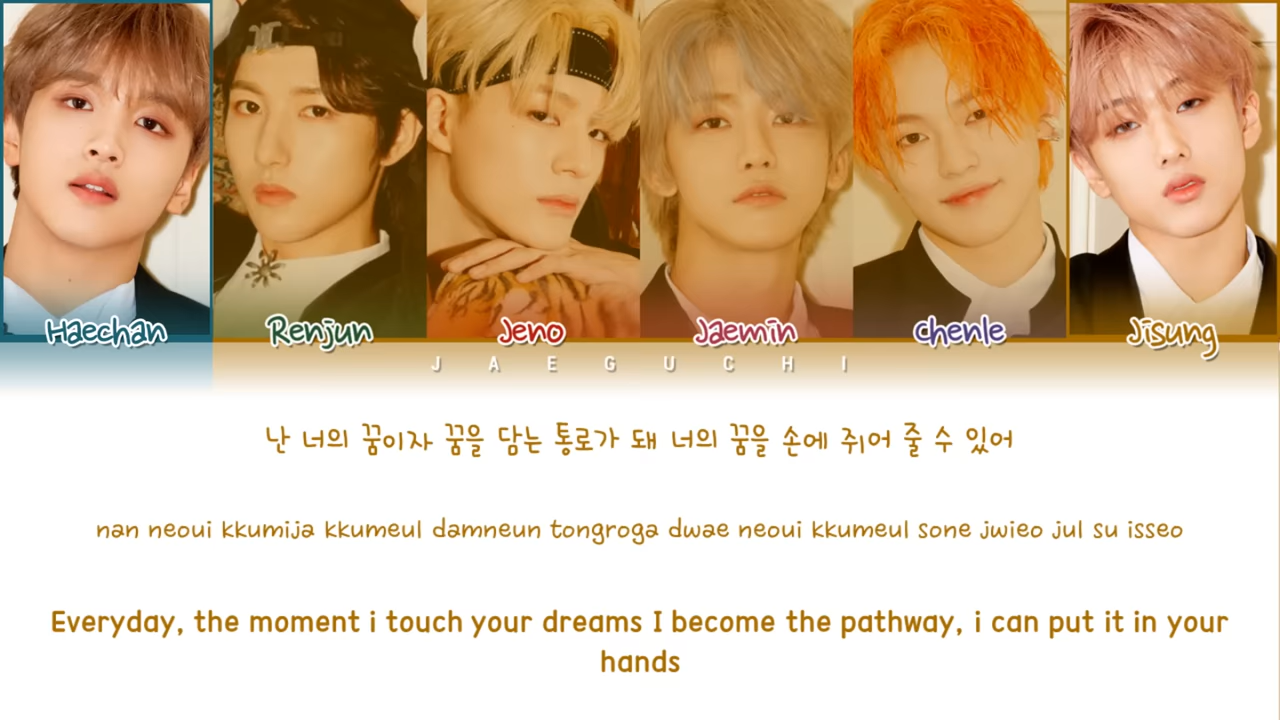 Haechan Renjun Jeno Jaemin Chenle Jisung
J A E G U C H I
난 너의 꿈이자 꿈을 담는 통로가 돼 너의 꿈을 손에 쥐어 줄 수 있어
nan neoui kkumija kkumeul damneun tongroga dwae neoui kkumeul sone jwieo jul su isseo
Everyday, the moment i touch your dreams I become the pathway, i can put it in your
hands